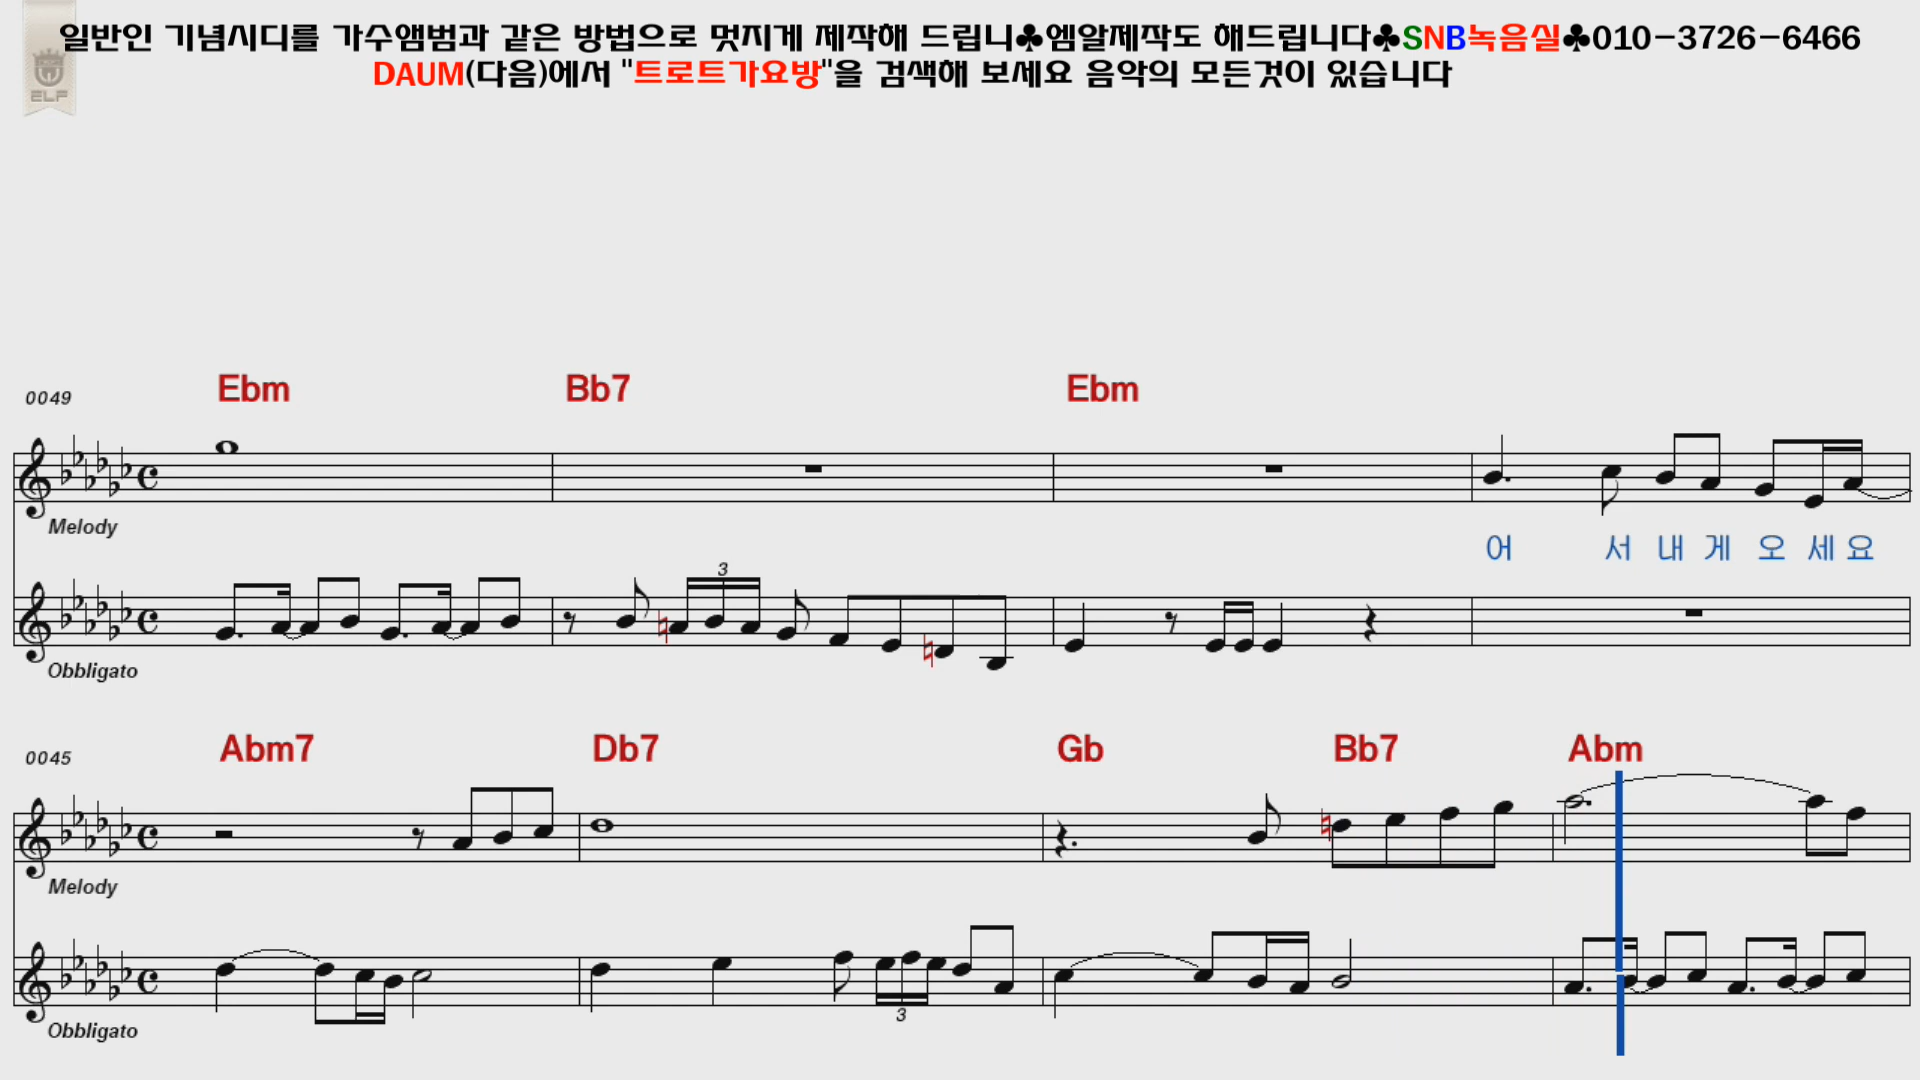 일반인 기념시디를 가수앨범과 같은 방법으로 멋지게 제작해 드립니♣엠알제작도 해드립니다♣SNB녹음실♣010-3726-6466
DAUM(다음)에서 "트로트가요방"을 검색해 보세요 음악의 모든것이 있습니다
ELF
0049 Ebm Bb7 Ebm
Melody
어 서 내 게 오 세 요
3
Obbligato
0045 Abm7 Db7 Gb Bb7 Abm
Melody
3
Obbligato